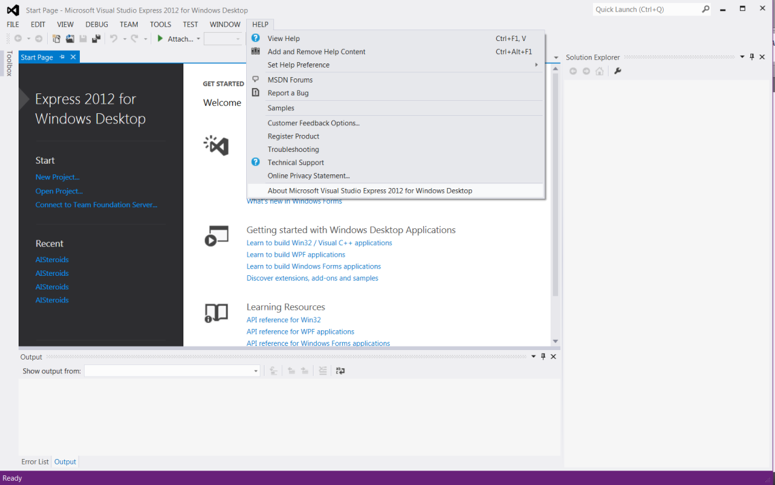 Start Page - Microsoft Visual Studio Express 2012 for Windows Desktop
Quick Launch (Ctrl+Q)
FILE EDIT VIEW DEBUG TEAM TOOLS TEST WINDOW HELP
Attach...
Toolbox
Start Page
Express 2012 for
Windows Desktop
Start
New Project...
Open Project...
Connect to Team Foundation Server...
Recent
AISteroids
AISteroids
AISteroids
AISteroids
GET STARTED
Welcome
View Help Ctrl+F1, V
Add and Remove Help Content Ctrl+Alt+F1
Set Help Preference
MSDN Forums
Report a Bug
Samples
Customer Feedback Options...
Register Product
Troubleshooting
Technical Support
Online Privacy Statement...
About Microsoft Visual Studio Express 2012 for Windows Desktop
What's new in Windows Forms
Getting started with Windows Desktop Applications
Learn to build Win32 / Visual C++ applications
Learn to build WPF applications
Learn to build Windows Forms applications
Discover extensions, add-ons and samples
Learning Resources
API reference for Win32
API reference for WPF applications
API reference for Windows Forms applications
Solution Explorer
Output
Show output from:
Error List Output
Ready